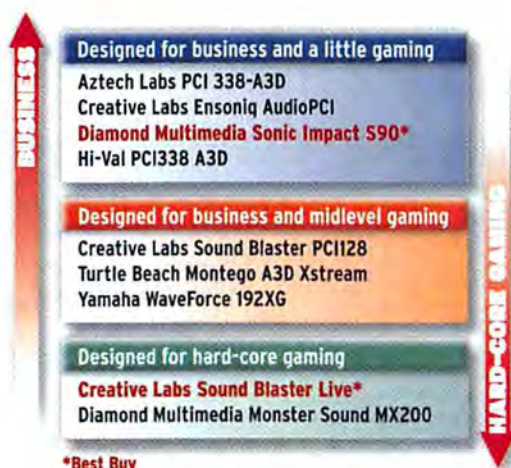 BUSINESS
Designed for business and a little gaming
Aztech Labs PCI 338-A3D
Creative Labs Ensoniq AudioPCI
Diamond Multimedia Sonic Impact S90*
Hi-Val PCI338 A3D
Designed for business and midlevel gaming
Creative Labs Sound Blaster PCI128
Turtle Beach Montego A3D Xstream
Yamaha WaveForce 192XG
Designed for hard-core gaming
Creative Labs Sound Blaster Live*
Diamond Multimedia Monster Sound MX200
HARD-CORE GAMING
*Best Buy